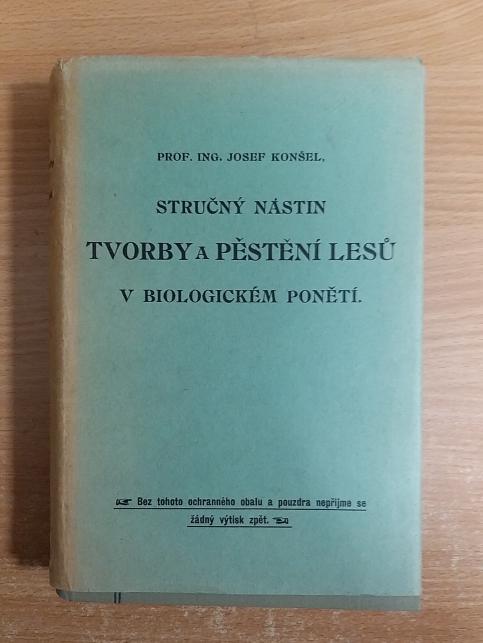 PROF. ING. JOSEF KONŠEL,
STRUČNÝ NÁSTIN
TVORBY A PĚSTĚNÍ LESŮ
V BIOLOGICKÉM PONĚTÍ.
☞ Bez tohoto ochranného obalu a pouzdra nepřijme se
žádný výtisk zpět. ☜